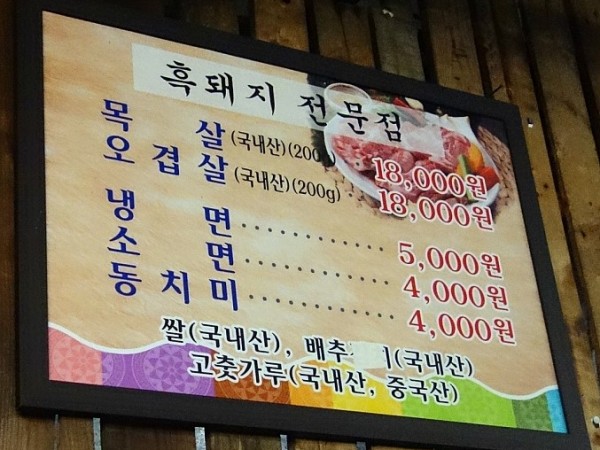 흑돼지 전문점
목 살 (국내산)(200 18,000원
오 겹 살 (국내산)(200g) 18,000원
냉 면 ............ 5,000원
소 면 ............ 4,000원
동 치 미 ............ 4,000원
쌀(국내산), 배추 (국내산)
고춧가루(국내산, 중국산)